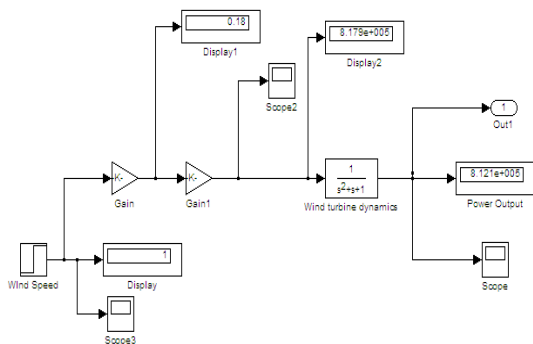 0.18
Display1
8.179e+005
Display2
Scope2
1
Out1
K-
Gain
K-
Gain1
1
s2+s+1
Wind turbine dynamics
8.121e+005
Power Output
Wind Speed
1
Display
Scope3
Scope